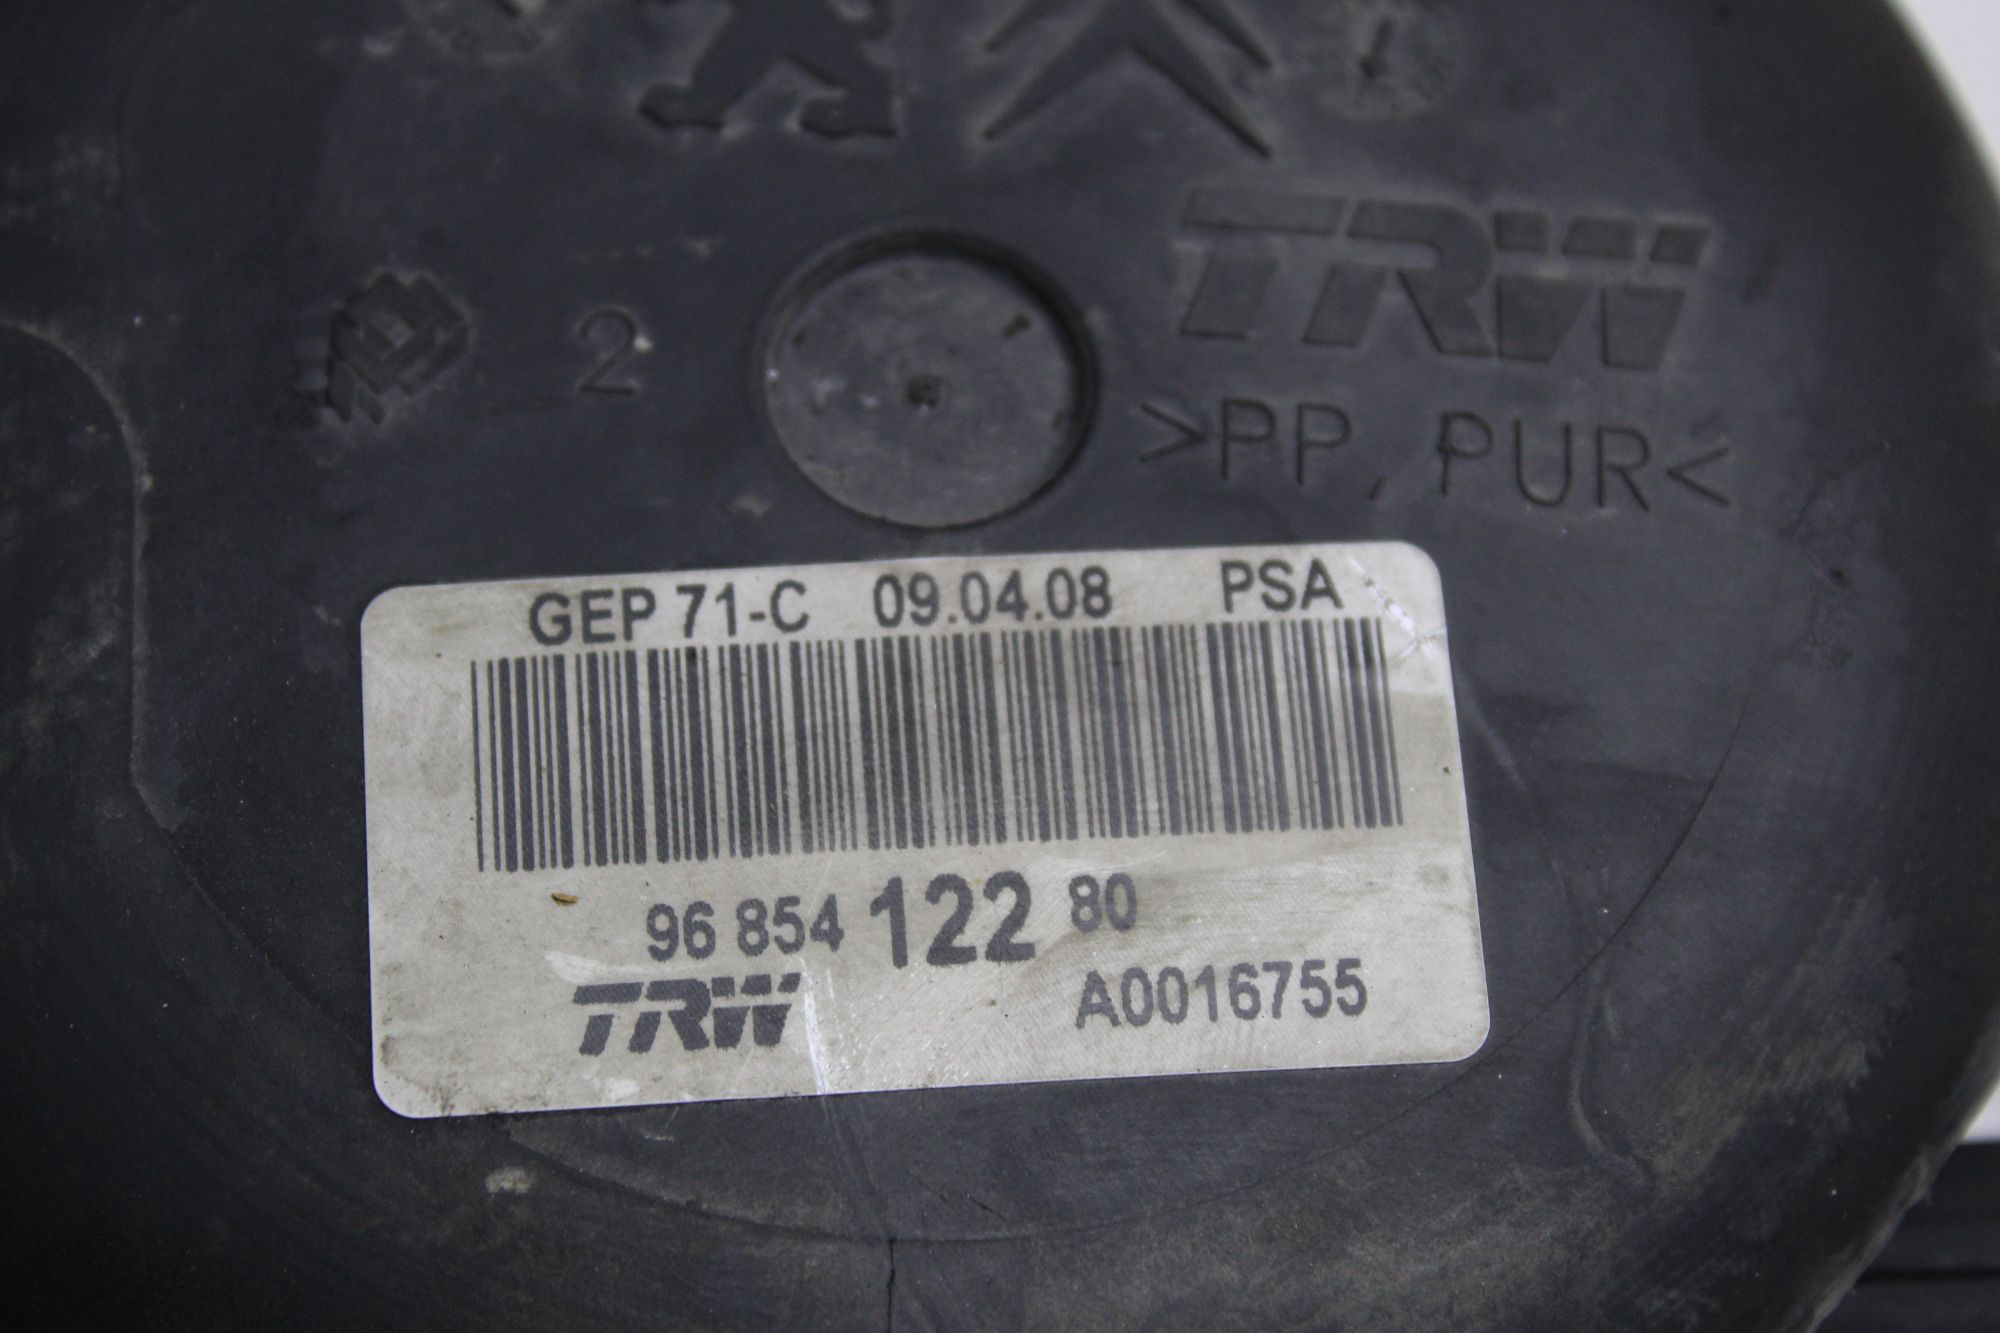 TRW
2
>PP, PUR<
GEP 71-C 09.04.08 PSA
96 854 122 80
TRW A0016755